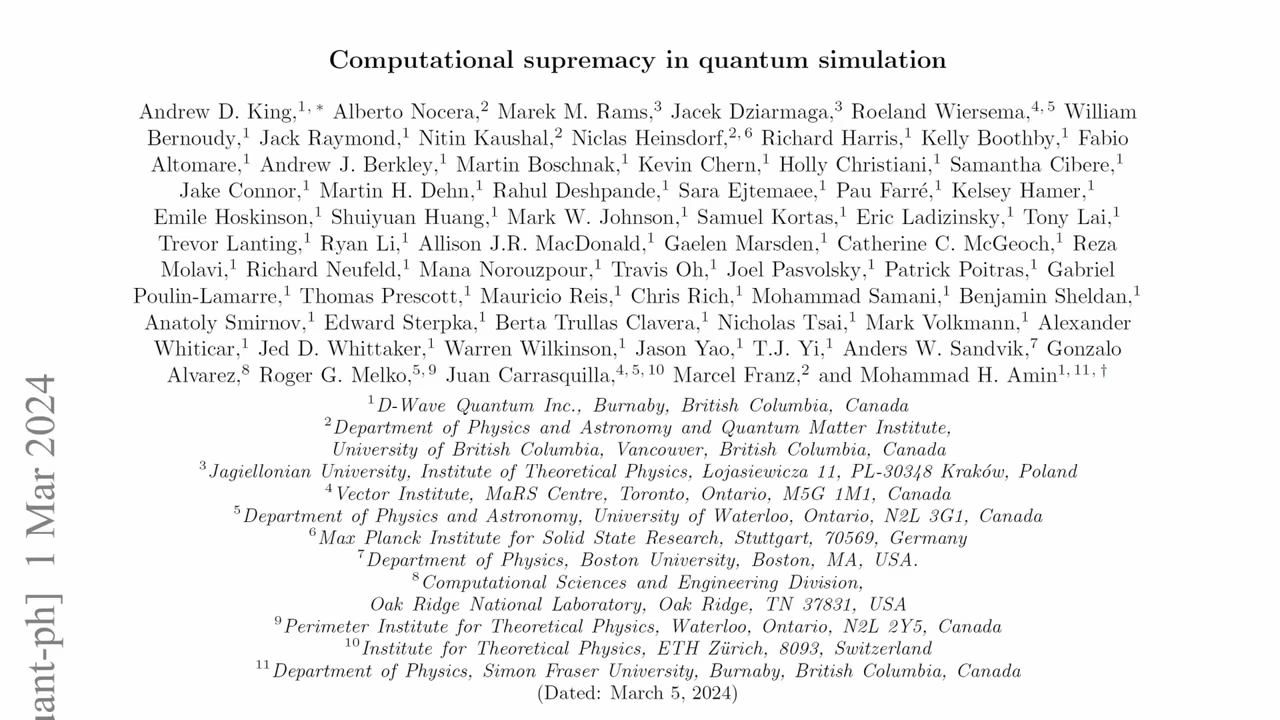 Computational supremacy in quantum simulation
Andrew D. King,1, * Alberto Nocera,2 Marek M. Rams,3 Jacek Dziarmaga,3 Roeland Wiersema,4, 5 William
Bernoudy,1 Jack Raymond,1 Nitin Kaushal,2 Niclas Heinsdorf,2, 6 Richard Harris,1 Kelly Boothby,1 Fabio
Altomare,1 Andrew J. Berkley,1 Martin Boschnak,1 Kevin Chern,1 Holly Christiani,1 Samantha Cibere,1
Jake Connor,1 Martin H. Dehn,1 Rahul Deshpande,1 Sara Ejtemaee,1 Pau Farré,1 Kelsey Hamer,1
Emile Hoskinson,1 Shuiyuan Huang,1 Mark W. Johnson,1 Samuel Kortas,1 Eric Ladizinsky,1 Tony Lai,1
Trevor Lanting,1 Ryan Li,1 Allison J.R. MacDonald,1 Gaelen Marsden,1 Catherine C. McGeoch,1 Reza
Molavi,1 Richard Neufeld,1 Mana Norouzpour,1 Travis Oh,1 Joel Pasvolsky,1 Patrick Poitras,1 Gabriel
Poulin-Lamarre,1 Thomas Prescott,1 Mauricio Reis,1 Chris Rich,1 Mohammad Samani,1 Benjamin Sheldan,1
Anatoly Smirnov,1 Edward Sterpka,1 Berta Trullas Clavera,1 Nicholas Tsai,1 Mark Volkmann,1 Alexander
Whiticar,1 Jed D. Whittaker,1 Warren Wilkinson,1 Jason Yao,1 T.J. Yi,1 Anders W. Sandvik,7 Gonzalo
Alvarez,8 Roger G. Melko,5, 9 Juan Carrasquilla,4, 5, 10 Marcel Franz,2 and Mohammad H. Amin1, 11, †
1D-Wave Quantum Inc., Burnaby, British Columbia, Canada
2Department of Physics and Astronomy and Quantum Matter Institute,
University of British Columbia, Vancouver, British Columbia, Canada
3Jagiellonian University, Institute of Theoretical Physics, Lojasiewicza 11, PL-30348 Kraków, Poland
4Vector Institute, MaRS Centre, Toronto, Ontario, M5G 1M1, Canada
5Department of Physics and Astronomy, University of Waterloo, Ontario, N2L 3G1, Canada
6Max Planck Institute for Solid State Research, Stuttgart, 70569, Germany
7Department of Physics, Boston University, Boston, MA, USA.
8Computational Sciences and Engineering Division,
Oak Ridge National Laboratory, Oak Ridge, TN 37831, USA
9Perimeter Institute for Theoretical Physics, Waterloo, Ontario, N2L 2Y5, Canada
10Institute for Theoretical Physics, ETH Zürich, 8093, Switzerland
11Department of Physics, Simon Fraser University, Burnaby, British Columbia, Canada
(Dated: March 5, 2024)
uant-ph] 1 Mar 2024